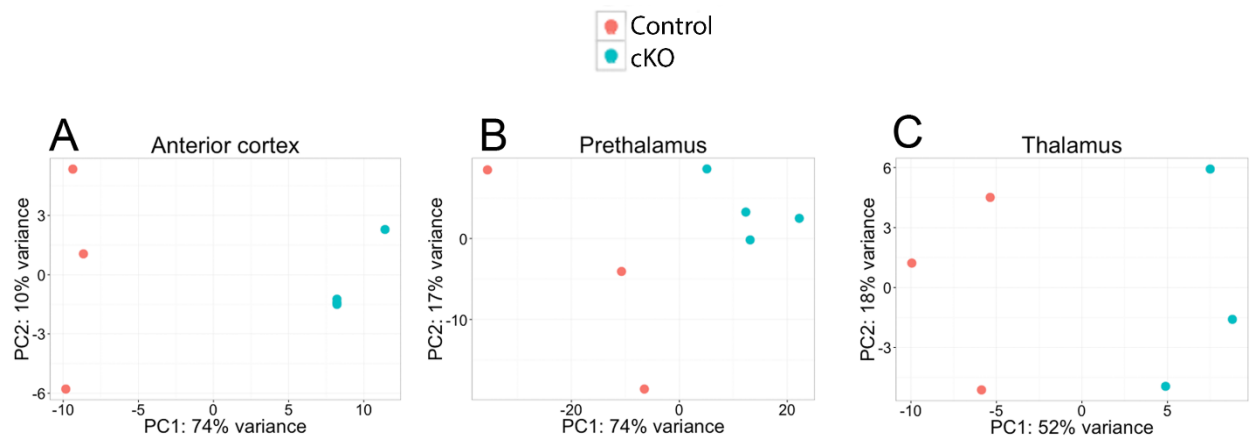 Control
cKO
A
Anterior cortex
PC2: 10% variance
3
0
-3
-6
-10
-5
0
5
10
PC1: 74% variance
B
Prethalamus
PC2: 17% variance
0
-10
-20
0
20
PC1: 74% variance
C
Thalamus
PC2: 18% variance
6
3
0
-3
-10
-5
0
5
PC1: 52% variance